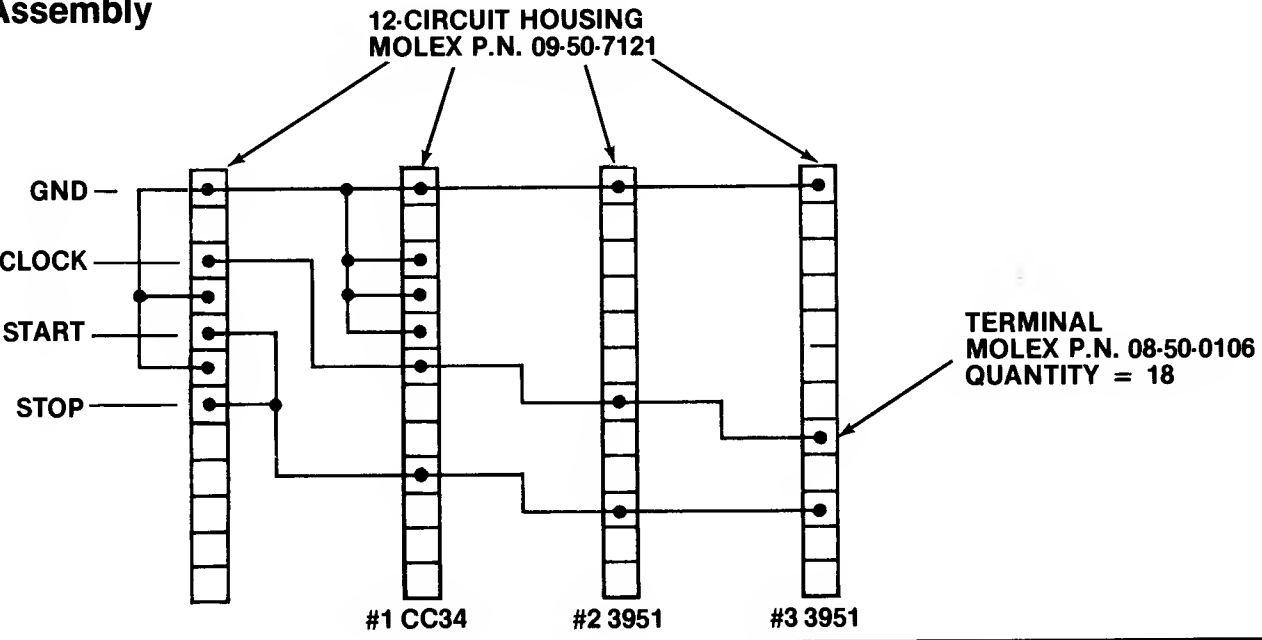 Assembly
12-CIRCUIT HOUSING
MOLEX P.N. 09-50-7121
GND
CLOCK
START
STOP
TERMINAL
MOLEX P.N. 08-50-0106
QUANTITY = 18
#1 CC34
#2 3951
#3 3951